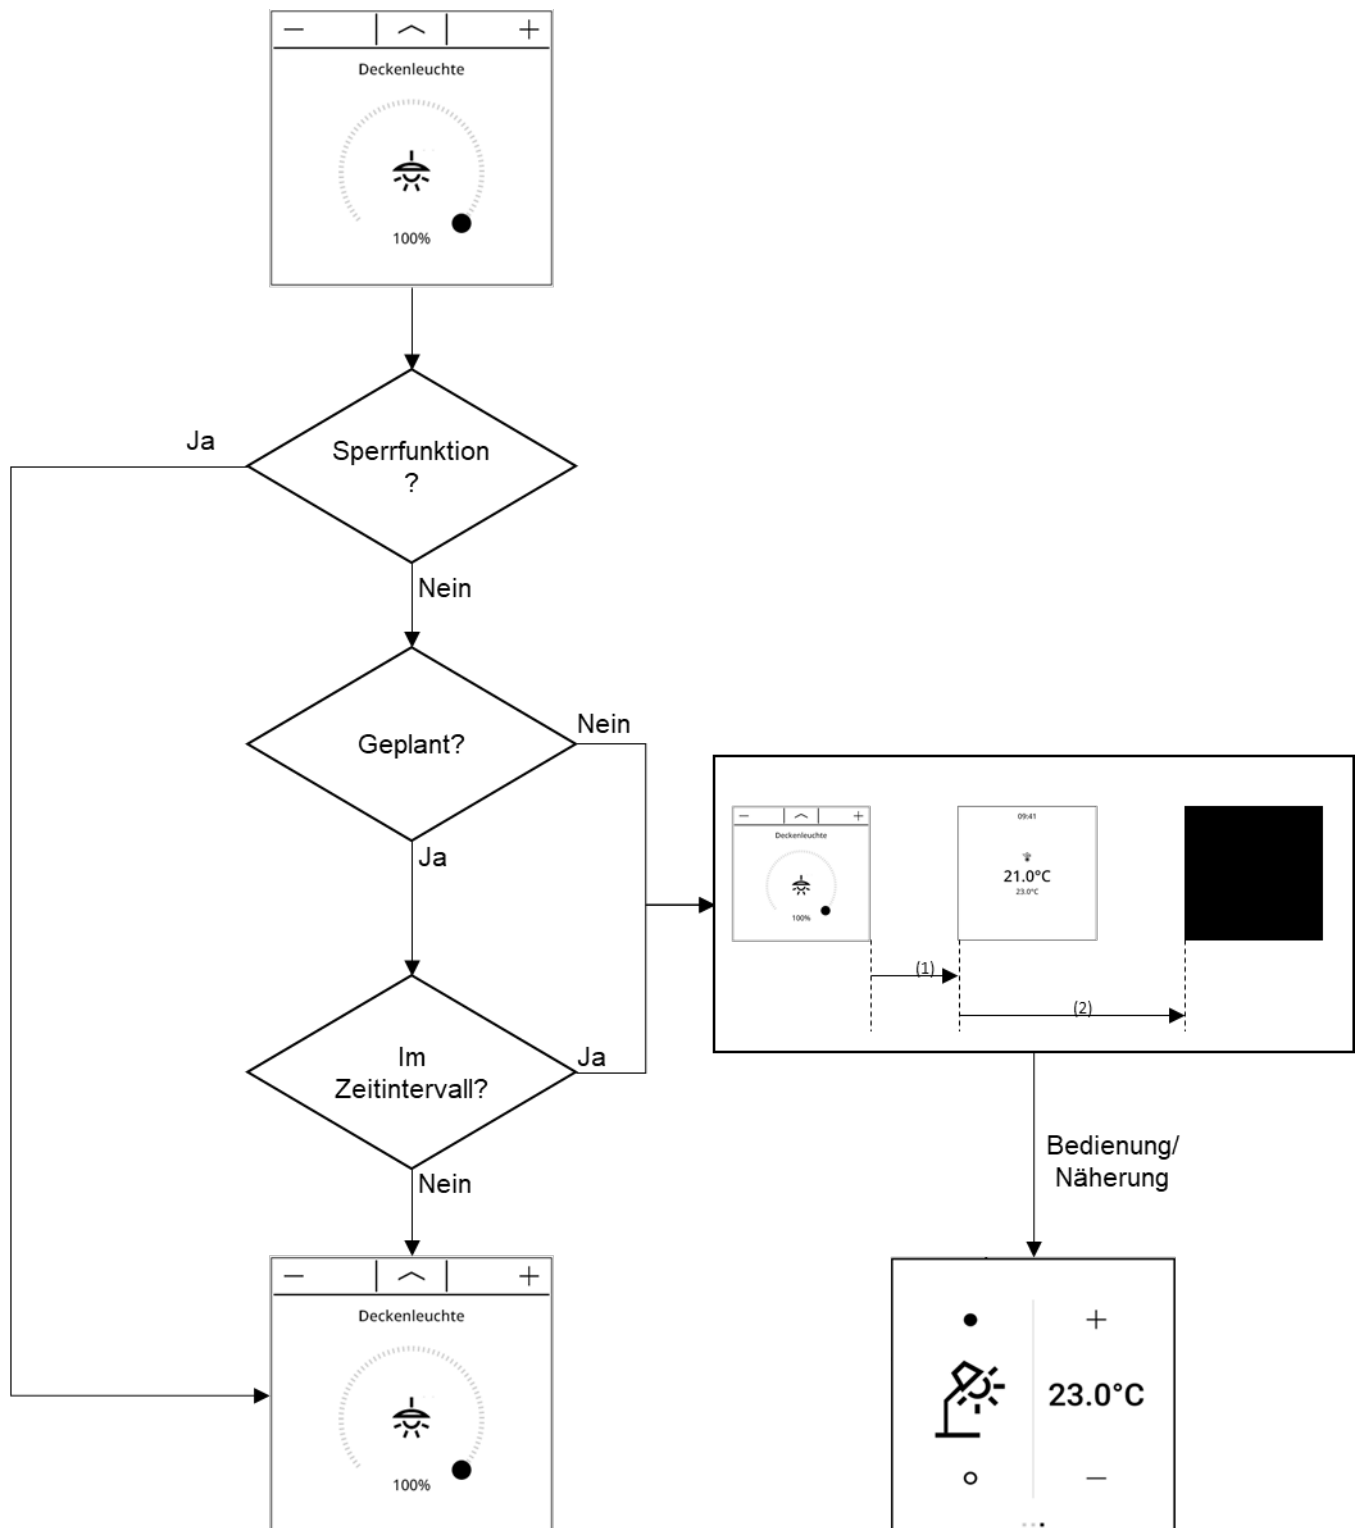 Deckenleuchte
100%
Ja
Sperrfunktion
?
Nein
Geplant?
Nein
Ja
Deckenleuchte
100%
09:41
21.0°C
23.0°C
(1)
(2)
Im
Zeitintervall?
Ja
Nein
Bedienung/
Näherung
Deckenleuchte
100%
23.0°C